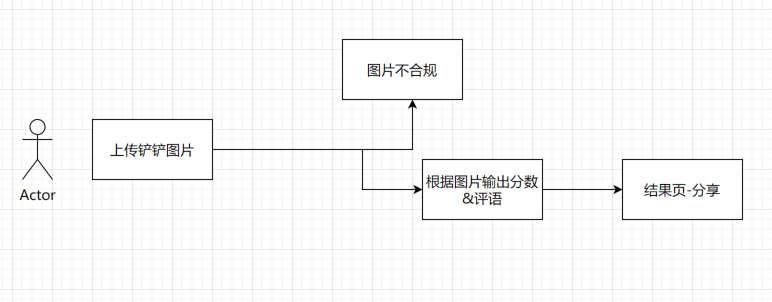 图片不合规
上传铲铲图片
Actor
根据图片输出分数
&评语
结果页-分享